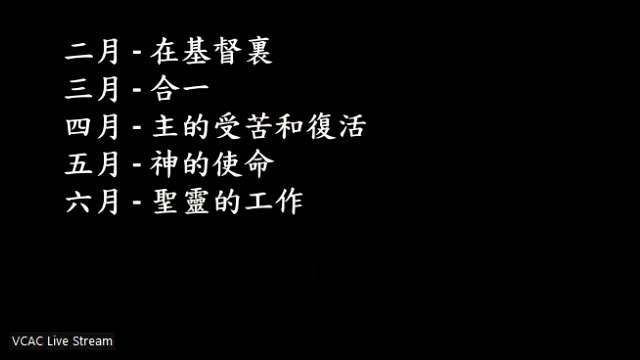 二月 - 在基督裏
三月 - 合一
四月 - 主的受苦和復活
五月 - 神的使命
六月 - 聖靈的工作
VCAC Live Stream